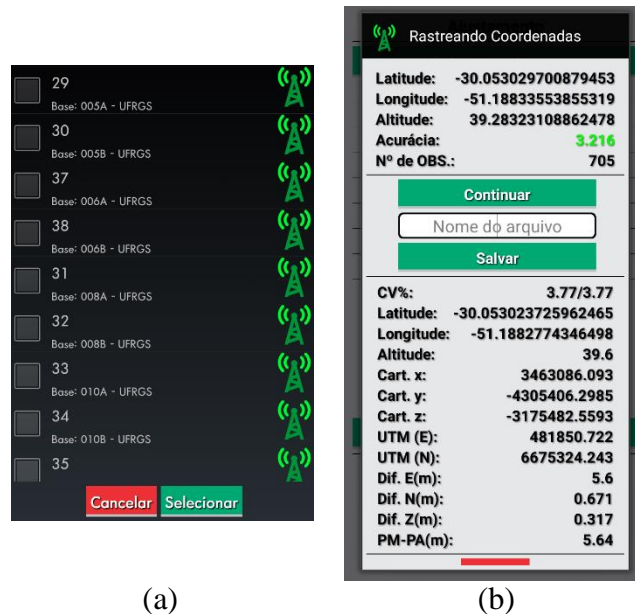 29
Base: 005A - UFRGS
30
Base: 005B - UFRGS
37
Base: 006A - UFRGS
38
Base: 006B - UFRGS
31
Base: 008A - UFRGS
32
Base: 008B - UFRGS
33
Base: 010A - UFRGS
34
Base: 010B - UFRGS
35
Cancelar Selecionar
(a)
Rastreando Coordenadas
Latitude: -30.053029700879453
Longitude: -51.18833553855319
Altitude: 39.28323108862478
Acurácia: 3.216
Nº de OBS.: 705
Continuar
Nome do arquivo
Salvar
CV%: 3.77/3.77
Latitude: -30.053023725962465
Longitude: -51.1882774346498
Altitude: 39.6
Cart. x: 3463086.093
Cart. y: -4305406.2985
Cart. z: -3175482.5593
UTM (E): 481850.722
UTM (N): 6675324.243
Dif. E(m): 5.6
Dif. N(m): 0.671
Dif. Z(m): 0.317
PM-PA(m): 5.64
(b)